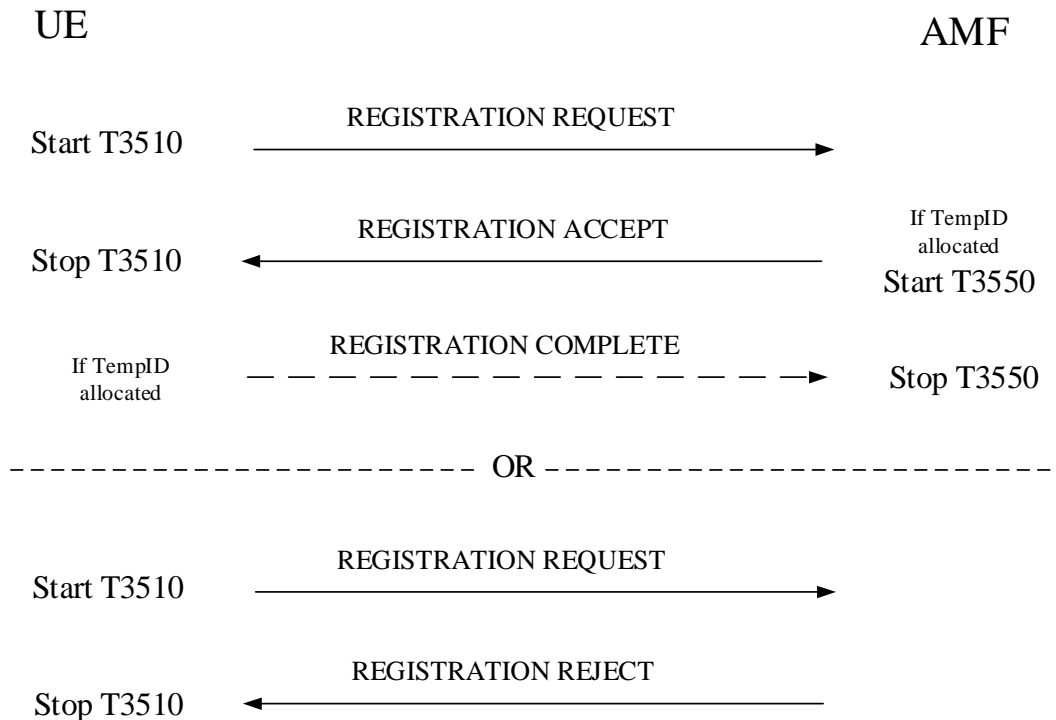 UE
AMF
REGISTRATION REQUEST
Start T3510
REGISTRATION ACCEPT
If TempID
allocated
Stop T3510
Start T3550
REGISTRATION COMPLETE
If TempID
allocated
Stop T3550
OR
REGISTRATION REQUEST
Start T3510
REGISTRATION REJECT
Stop T3510